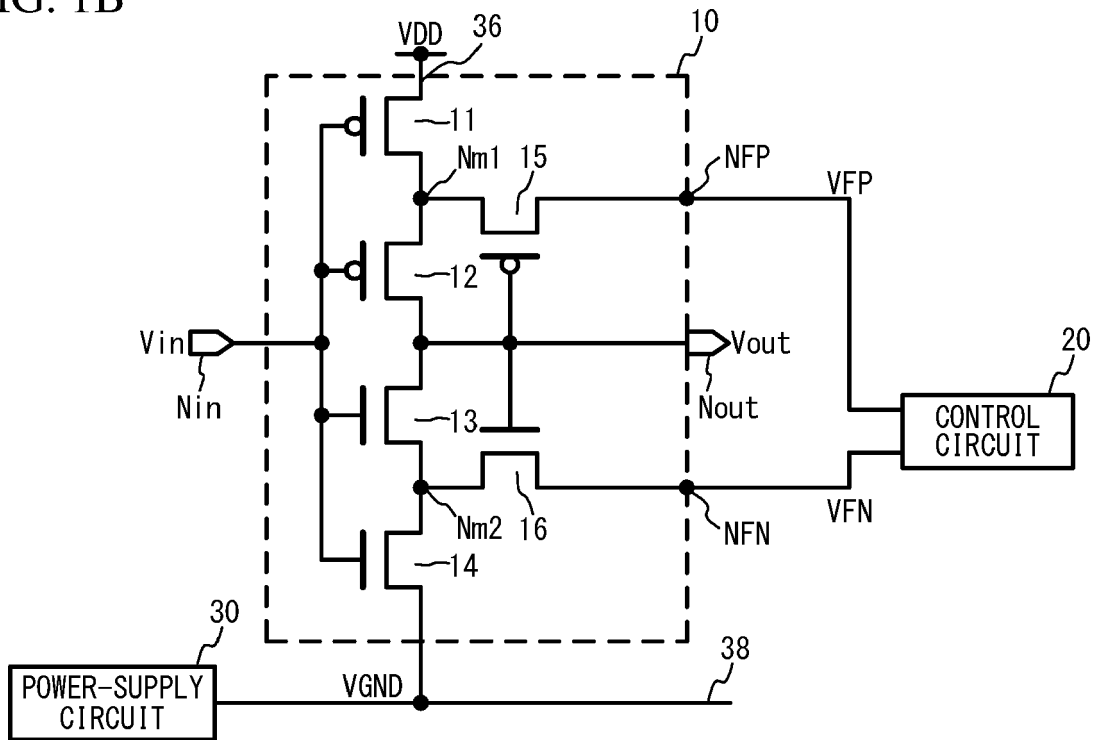 FIG. 1B
VDD
36
10
11
Nm1
15
NFP
VFP
12
Vin
Nin
Vout
Nout
20
CONTROL
CIRCUIT
13
Nm2
16
NFN
VFN
14
30
POWER-SUPPLY
CIRCUIT
VGND
38